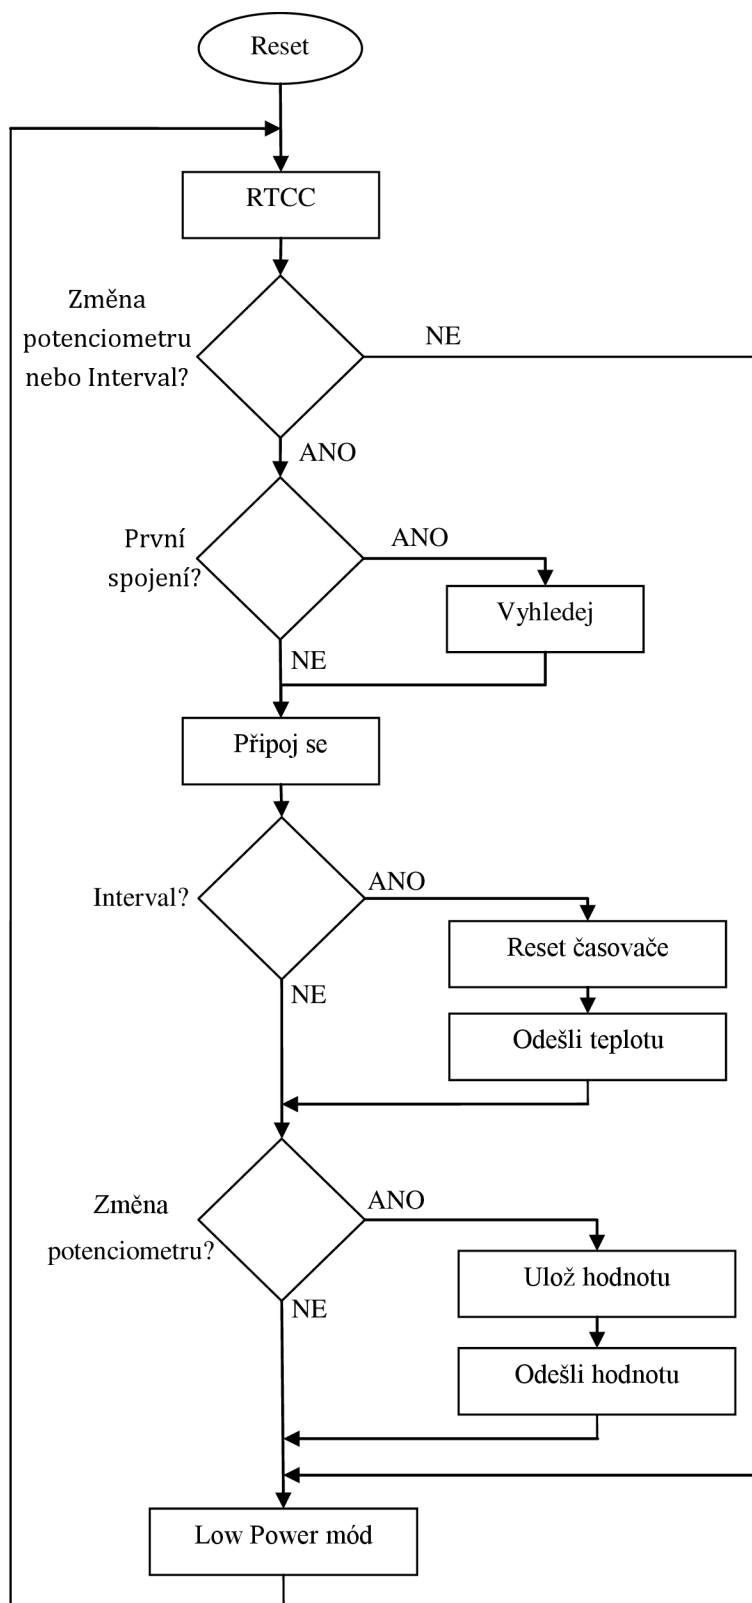 Reset
RTCC
Změna
potenciometru
nebo Interval?
NE
ANO
První
spojení?
ANO
Vyhledej
NE
Připoj se
Interval?
ANO
Reset časovače
NE
Odešli teplotu
Změna
potenciometru?
ANO
Ulož hodnotu
NE
Odešli hodnotu
Low Power mód